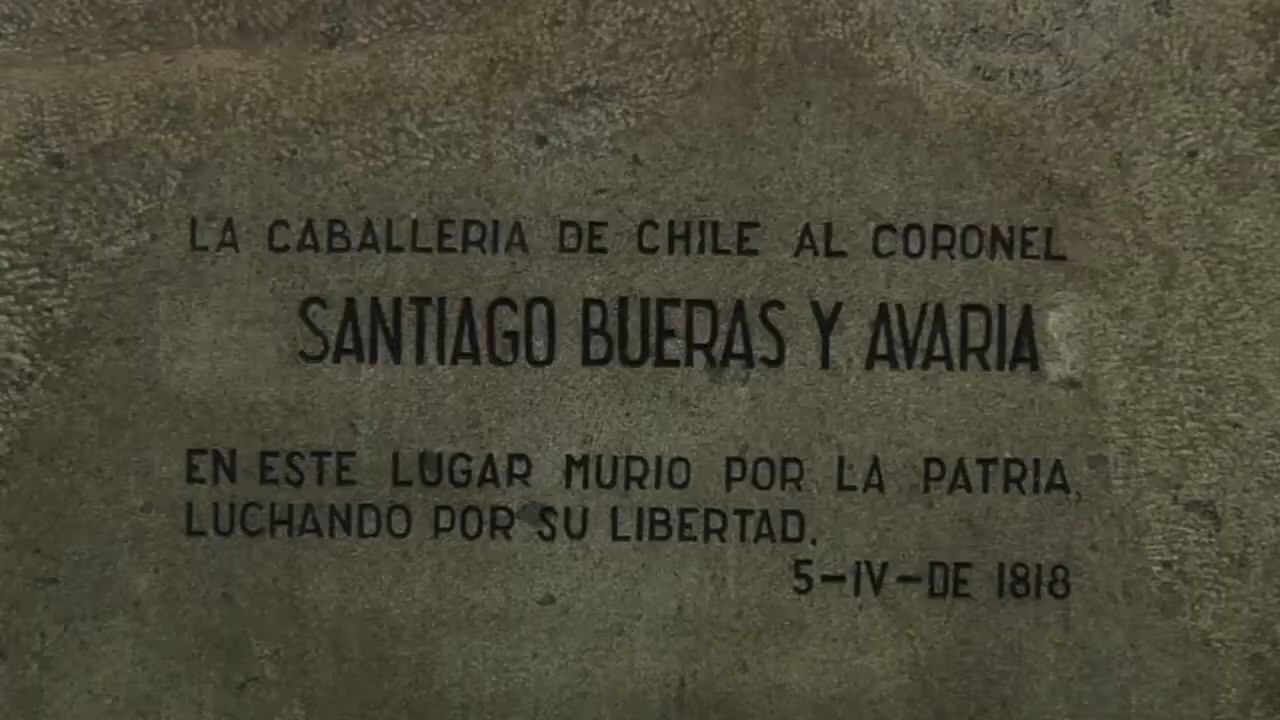 LA CABALLERIA DE CHILE AL CORONEL
SANTIAGO BUERAS Y AVARIA
EN ESTE LUGAR MURIO POR LA PATRIA,
LUCHANDO POR SU LIBERTAD.
5-IV-DE 1818